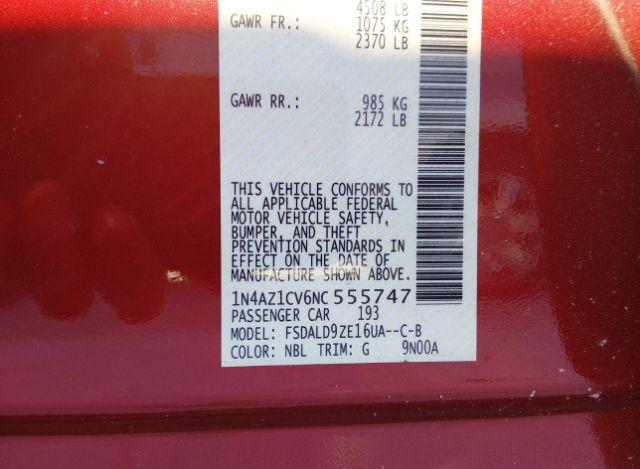 4508 LB
GAWR FR.: 1075 KG
2370 LB
GAWR RR.: 985 KG
2172 LB
THIS VEHICLE CONFORMS TO
ALL APPLICABLE FEDERAL
MOTOR VEHICLE SAFETY,
BUMPER, AND THEFT
PREVENTION STANDARDS IN
EFFECT ON THE DATE OF
MANUFACTURE SHOWN ABOVE.
1N4AZ1CV6NC 555747
PASSENGER CAR 193
MODEL: FSDALD9ZE16UA--C-B
COLOR: NBL TRIM: G 9N00A